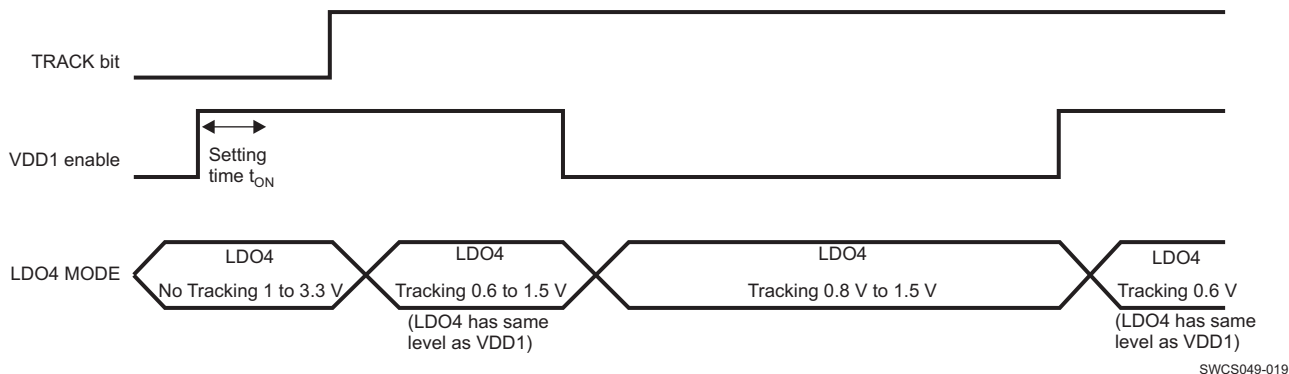 TRACK bit
VDD1 enable
Setting
time tON
LDO4 MODE
LDO4
No Tracking 1 to 3.3 V
LDO4
Tracking 0.6 to 1.5 V
(LDO4 has same
level as VDD1)
LDO4
Tracking 0.8 V to 1.5 V
LDO4
Tracking 0.6 V
(LDO4 has same
level as VDD1)
SWCS049-019